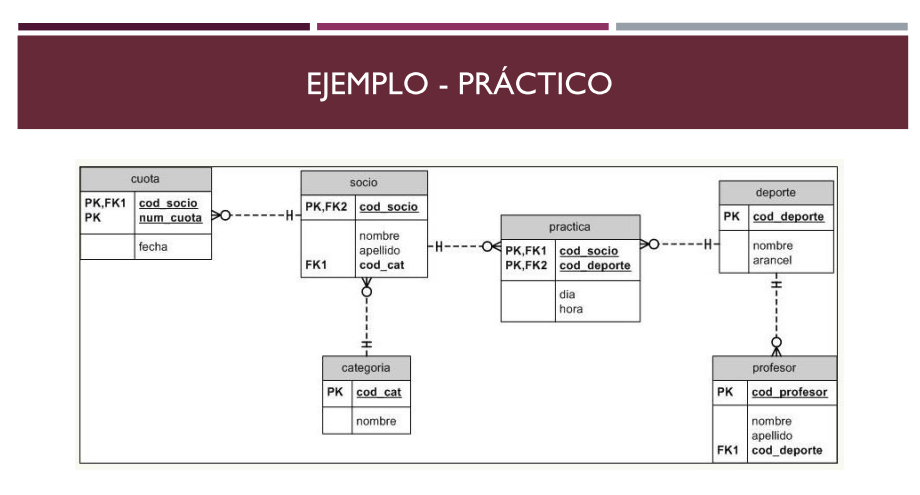 EJEMPLO - PRÁCTICO
cuota
PK,FK1 cod_socio
PK num_cuota
fecha
socio
PK,FK2 cod_socio
nombre
apellido
FK1 cod_cat
practica
PK,FK1 cod_socio
PK,FK2 cod_deporte
dia
hora
deporte
PK cod_deporte
nombre
arancel
categoria
PK cod_cat
nombre
profesor
PK cod_profesor
nombre
apellido
FK1 cod_deporte